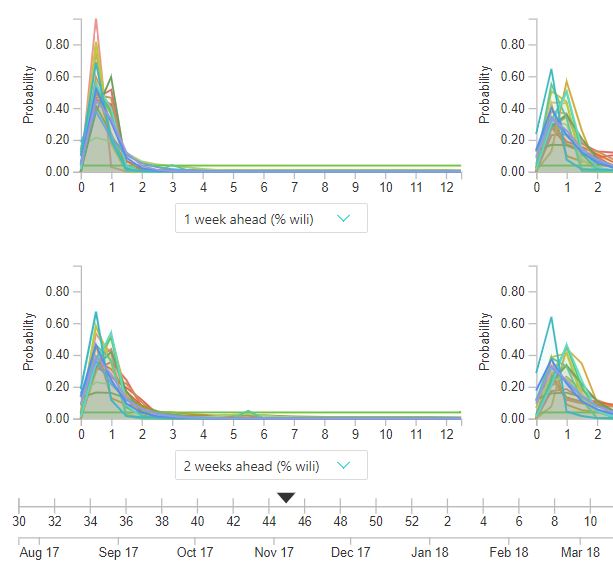 Probability
0.80
0.60
0.40
0.20
0.00
0 1 2 3 4 5 6 7 8 9 10 11 12
1 week ahead (% wili)
Probability
0.80
0.60
0.40
0.20
0.00
0 1 2
Probability
0.80
0.60
0.40
0.20
0.00
0 1 2 3 4 5 6 7 8 9 10 11 12
2 weeks ahead (% wili)
Probability
0.80
0.60
0.40
0.20
0.00
0 1 2
30 32 34 36 38 40 42 44 46 48 50 52 2 4 6 8 10
Aug 17 Sep 17 Oct 17 Nov 17 Dec 17 Jan 18 Feb 18 Mar 18